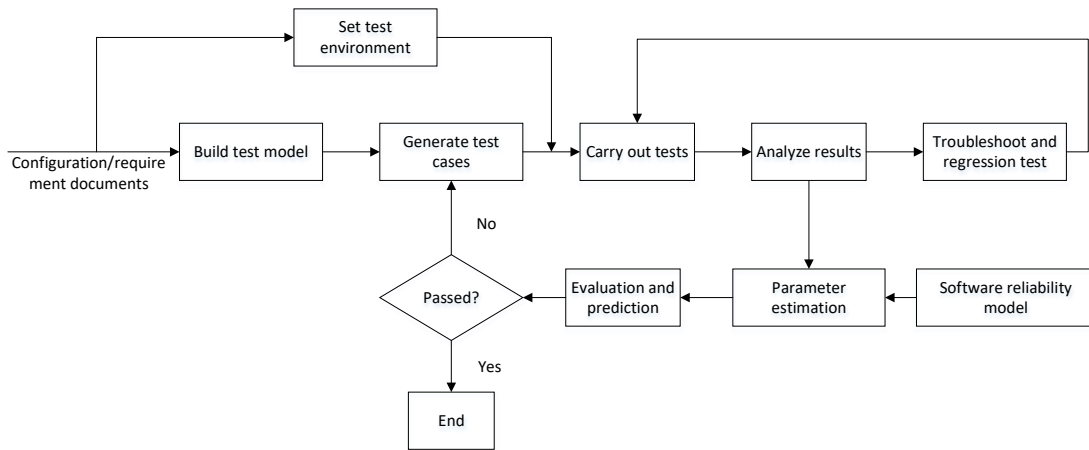 Set test
environment
Configuration/require
ment documents
Build test model
Generate test
cases
Carry out tests
Analyze results
Troubleshoot and
regression test
No
Passed?
Evaluation and
prediction
Parameter
estimation
Software reliability
model
Yes
End